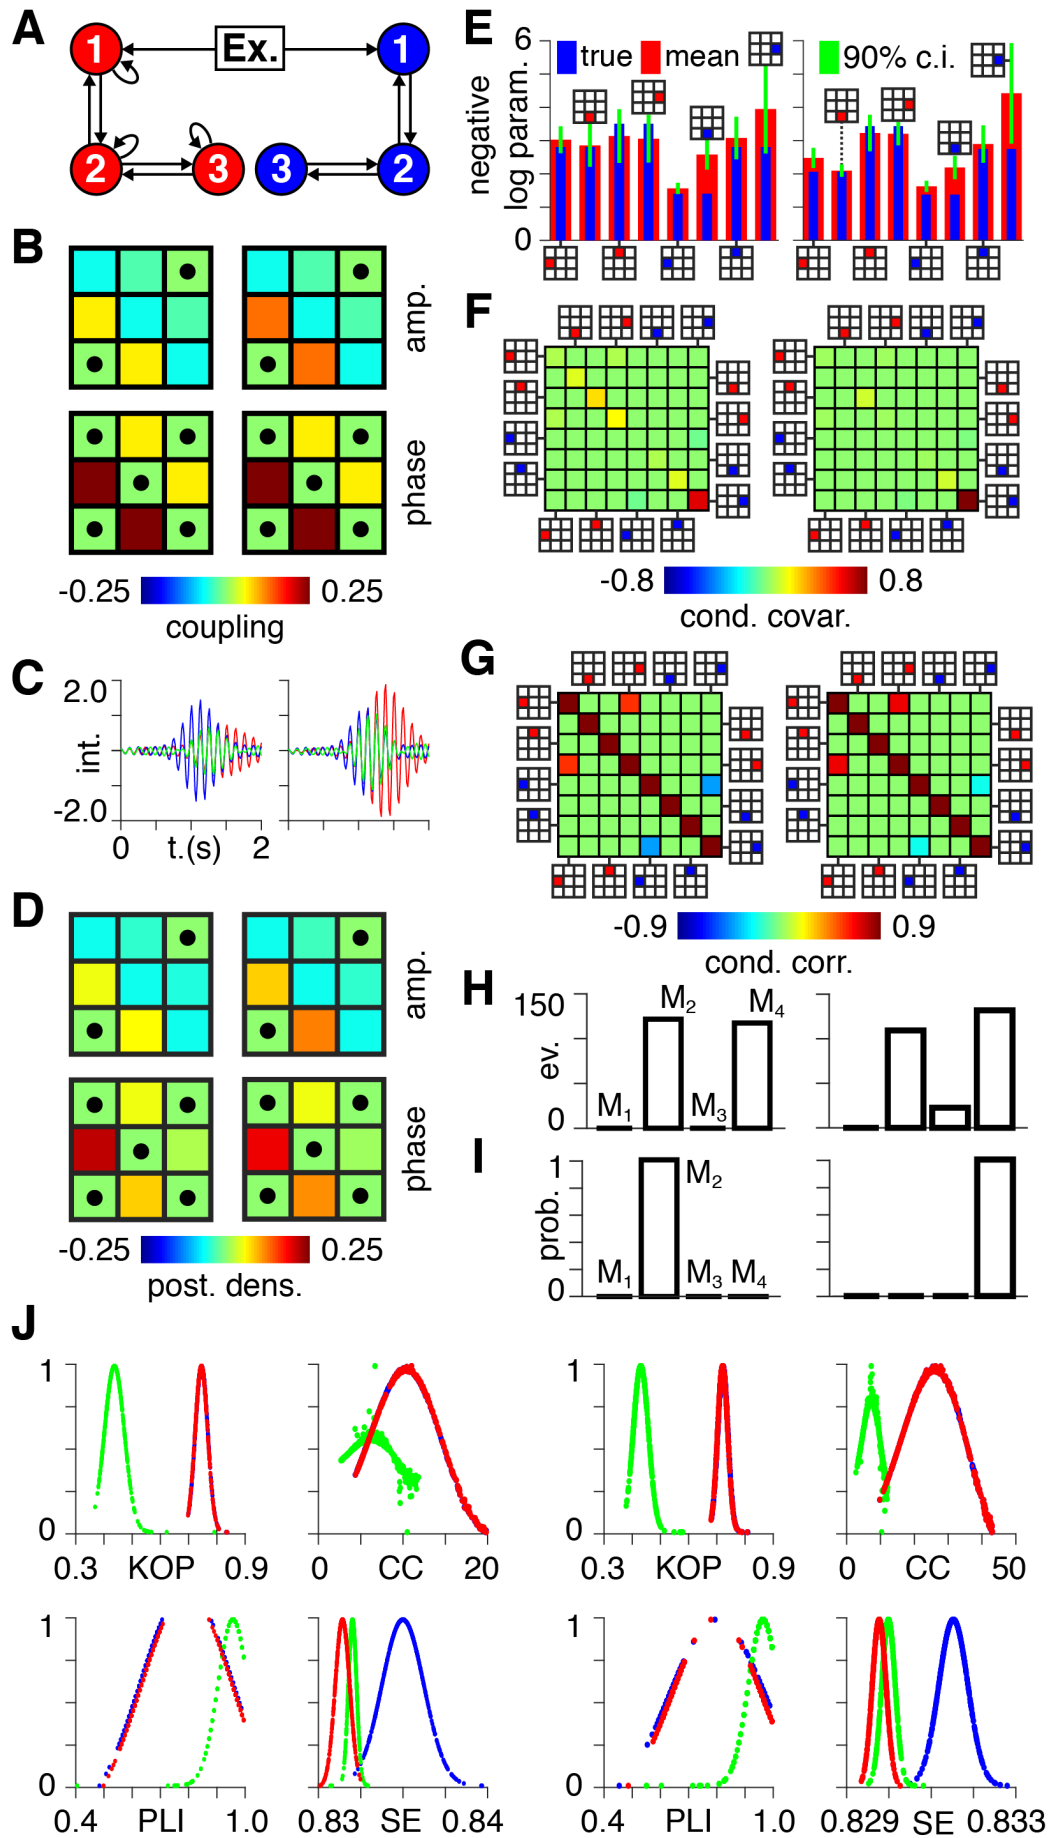 A
1
Ex.
1
2
3
3
2
B
amp.
phase
-0.25
0.25
coupling
C
2.0
int.
-2.0
0
t.(s)
2
D
amp.
phase
-0.25
0.25
post. dens.
E
6
true
mean
90% c.i.
negative
log param.
0
F
-0.8
0.8
cond. covar.
G
-0.9
0.9
cond. corr.
H
150
ev.
0
M₁
M₂
M₃
M₄
I
1
prob.
0
M₁
M₂
M₃ M₄
J
1
0
0.3 KOP 0.9
0 CC 20
1
0
0.4 KOP 0.9
0 CC 50
1
0
0.4 PLI 1.0
0.83 SE 0.84
1
0
0.4 PLI 1.0
0.829 SE 0.833